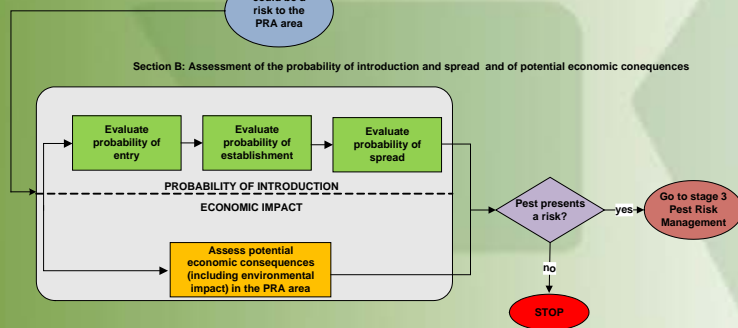 could be a
risk to the
PRA area
Section B: Assessment of the probability of introduction and spread and of potential economic conequences
Evaluate
probability of
entry
Evaluate
probability of
establishment
Evaluate
probability of
spread
PROBABILITY OF INTRODUCTION
ECONOMIC IMPACT
Assess potential
economic consequences
(including environmental
impact) in the PRA area
Pest presents
a risk?
yes
Go to stage 3
Pest Risk
Management
no
STOP